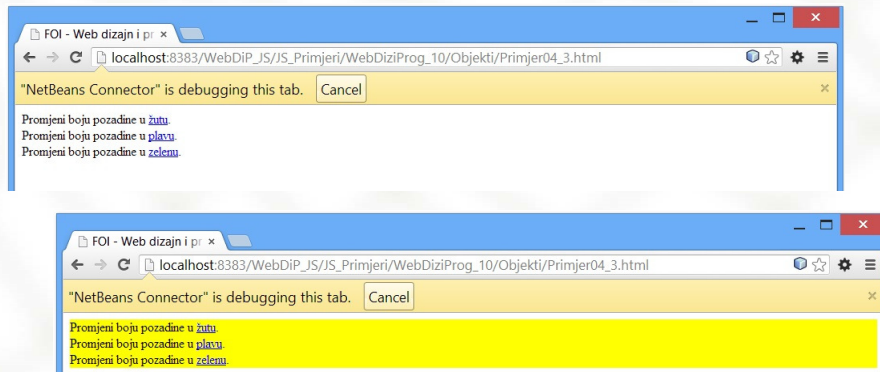 FOI - Web dizajn i pr
localhost:8383/WebDiP_JS/JS_Primjeri/WebDiziProg_10/Objekti/Primjer04_3.html
"NetBeans Connector" is debugging this tab. Cancel
Promjeni boju pozadine u žutu.
Promjeni boju pozadine u plavu.
Promjeni boju pozadine u zelenu.
FOI - Web dizajn i pr
localhost:8383/WebDiP_JS/JS_Primjeri/WebDiziProg_10/Objekti/Primjer04_3.html
"NetBeans Connector" is debugging this tab. Cancel
Promjeni boju pozadine u žutu.
Promjeni boju pozadine u plavu.
Promjeni boju pozadine u zelenu.